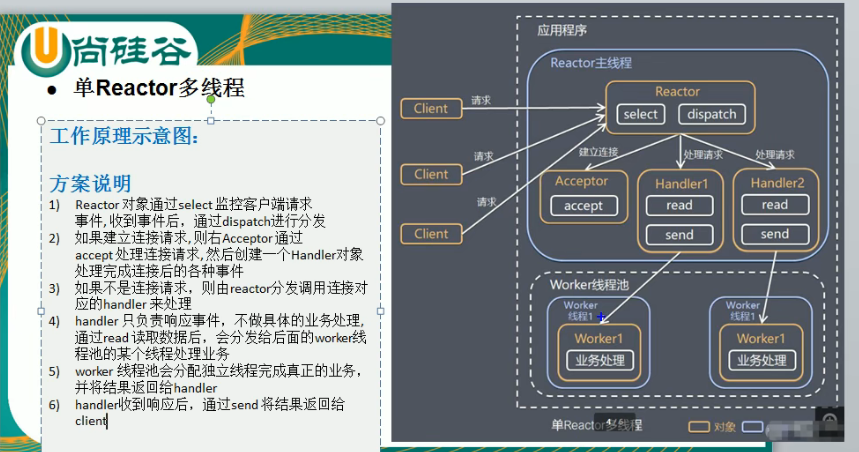 尚硅谷
● 单Reactor多线程
工作原理示意图:
方案说明
1) Reactor 对象通过select 监控客户端请求
事件, 收到事件后，通过dispatch进行分发
2) 如果建立连接请求, 则右Acceptor 通过
accept 处理连接请求, 然后创建一个Handler对象
处理完成连接后的各种事件
3) 如果不是连接请求，则由reactor分发调用连接对
应的handler 来处理
4) handler 只负责响应事件，不做具体的业务处理,
通过read 读取数据后，会分发给后面的worker线
程池的某个线程处理业务
5) worker 线程池会分配独立线程完成真正的业务，
并将结果返回给handler
6) handler收到响应后，通过send 将结果返回给
client
应用程序
Reactor主线程
Reactor
select
dispatch
Client
请求
Client
请求
Client
请求
建立连接
处理请求
处理请求
Acceptor
accept
Handler1
read
send
Handler2
read
send
Worker线程池
Worker
线程1
Worker1
业务处理
Worker
线程1
Worker1
业务处理
单Reactor多线程
对象